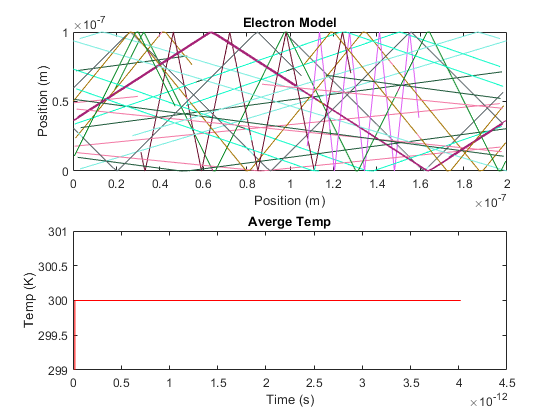 Electron Model
×10⁻⁷
1
0.5
0
Position (m)
0 0.2 0.4 0.6 0.8 1 1.2 1.4 1.6 1.8 2
Position (m)
×10⁻⁷
Averge Temp
301
300.5
300
299.5
299
Temp (K)
0 0.5 1 1.5 2 2.5 3 3.5 4 4.5
Time (s)
×10⁻¹²